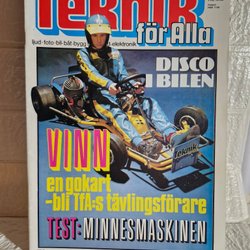 Teknik
för Alla
ljud·foto·bil·båt·bygg elektronik
DISCO
I BILEN
VINN
en gokart
-bli TfA:s tävlingsförare
TEST: MINNESMASKINEN